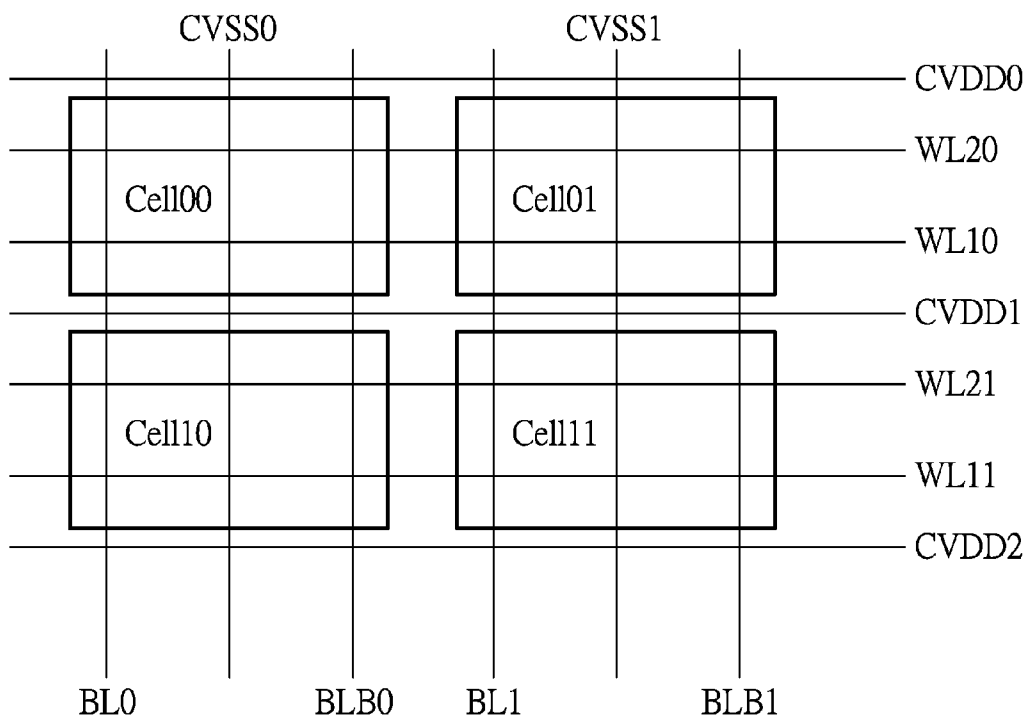 CVSS0 CVSS1
CVDD0
WL20
Cell00 Cell01
WL10
CVDD1
WL21
Cell10 Cell11
WL11
CVDD2
BL0 BLB0 BL1 BLB1